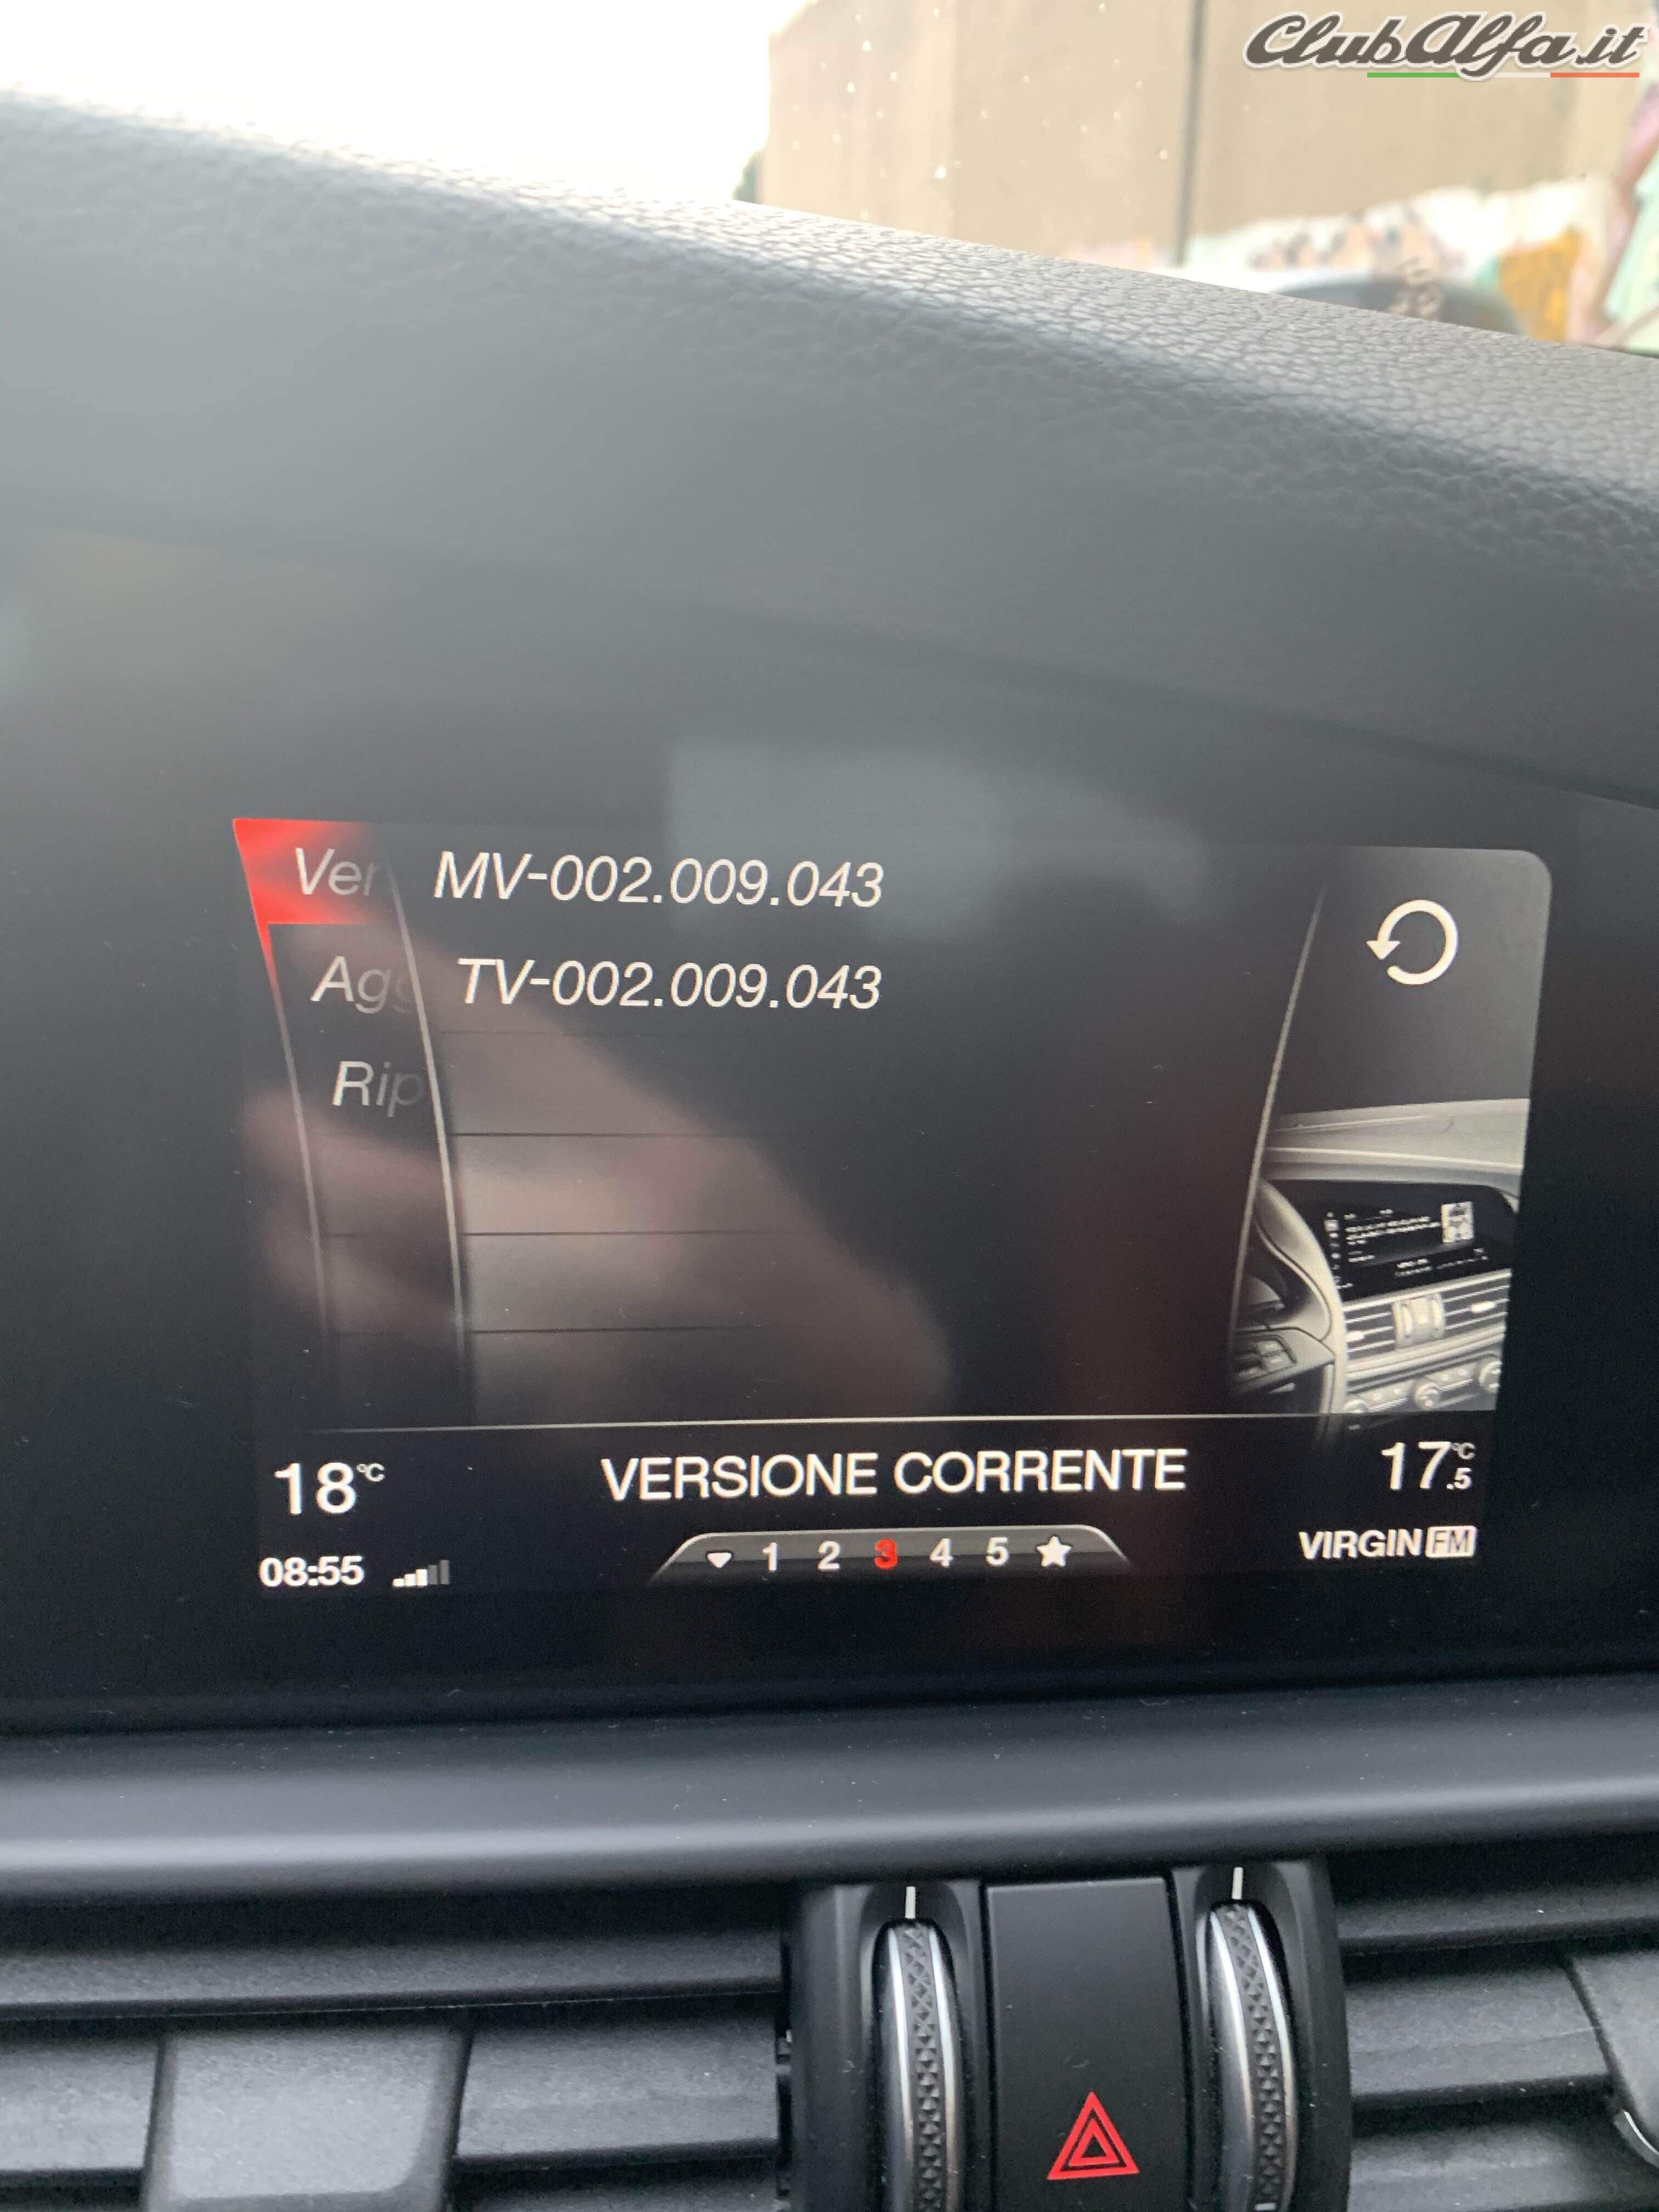 ClubAlfa.it
Ver MV-002.009.043
Agg TV-002.009.043
Rip
18°C VERSIONE CORRENTE 17.5°C
1 2 3 4 5
VIRGIN FM
08:55